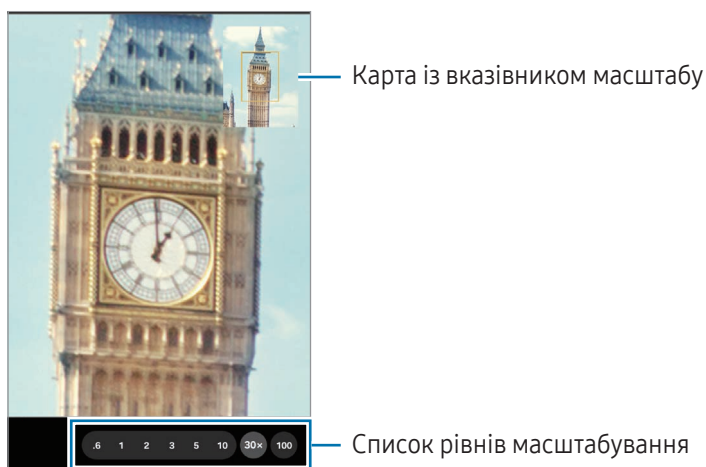 Карта із вказівником масштабу
.6 1 2 3 5 10 30× 100
Список рівнів масштабування